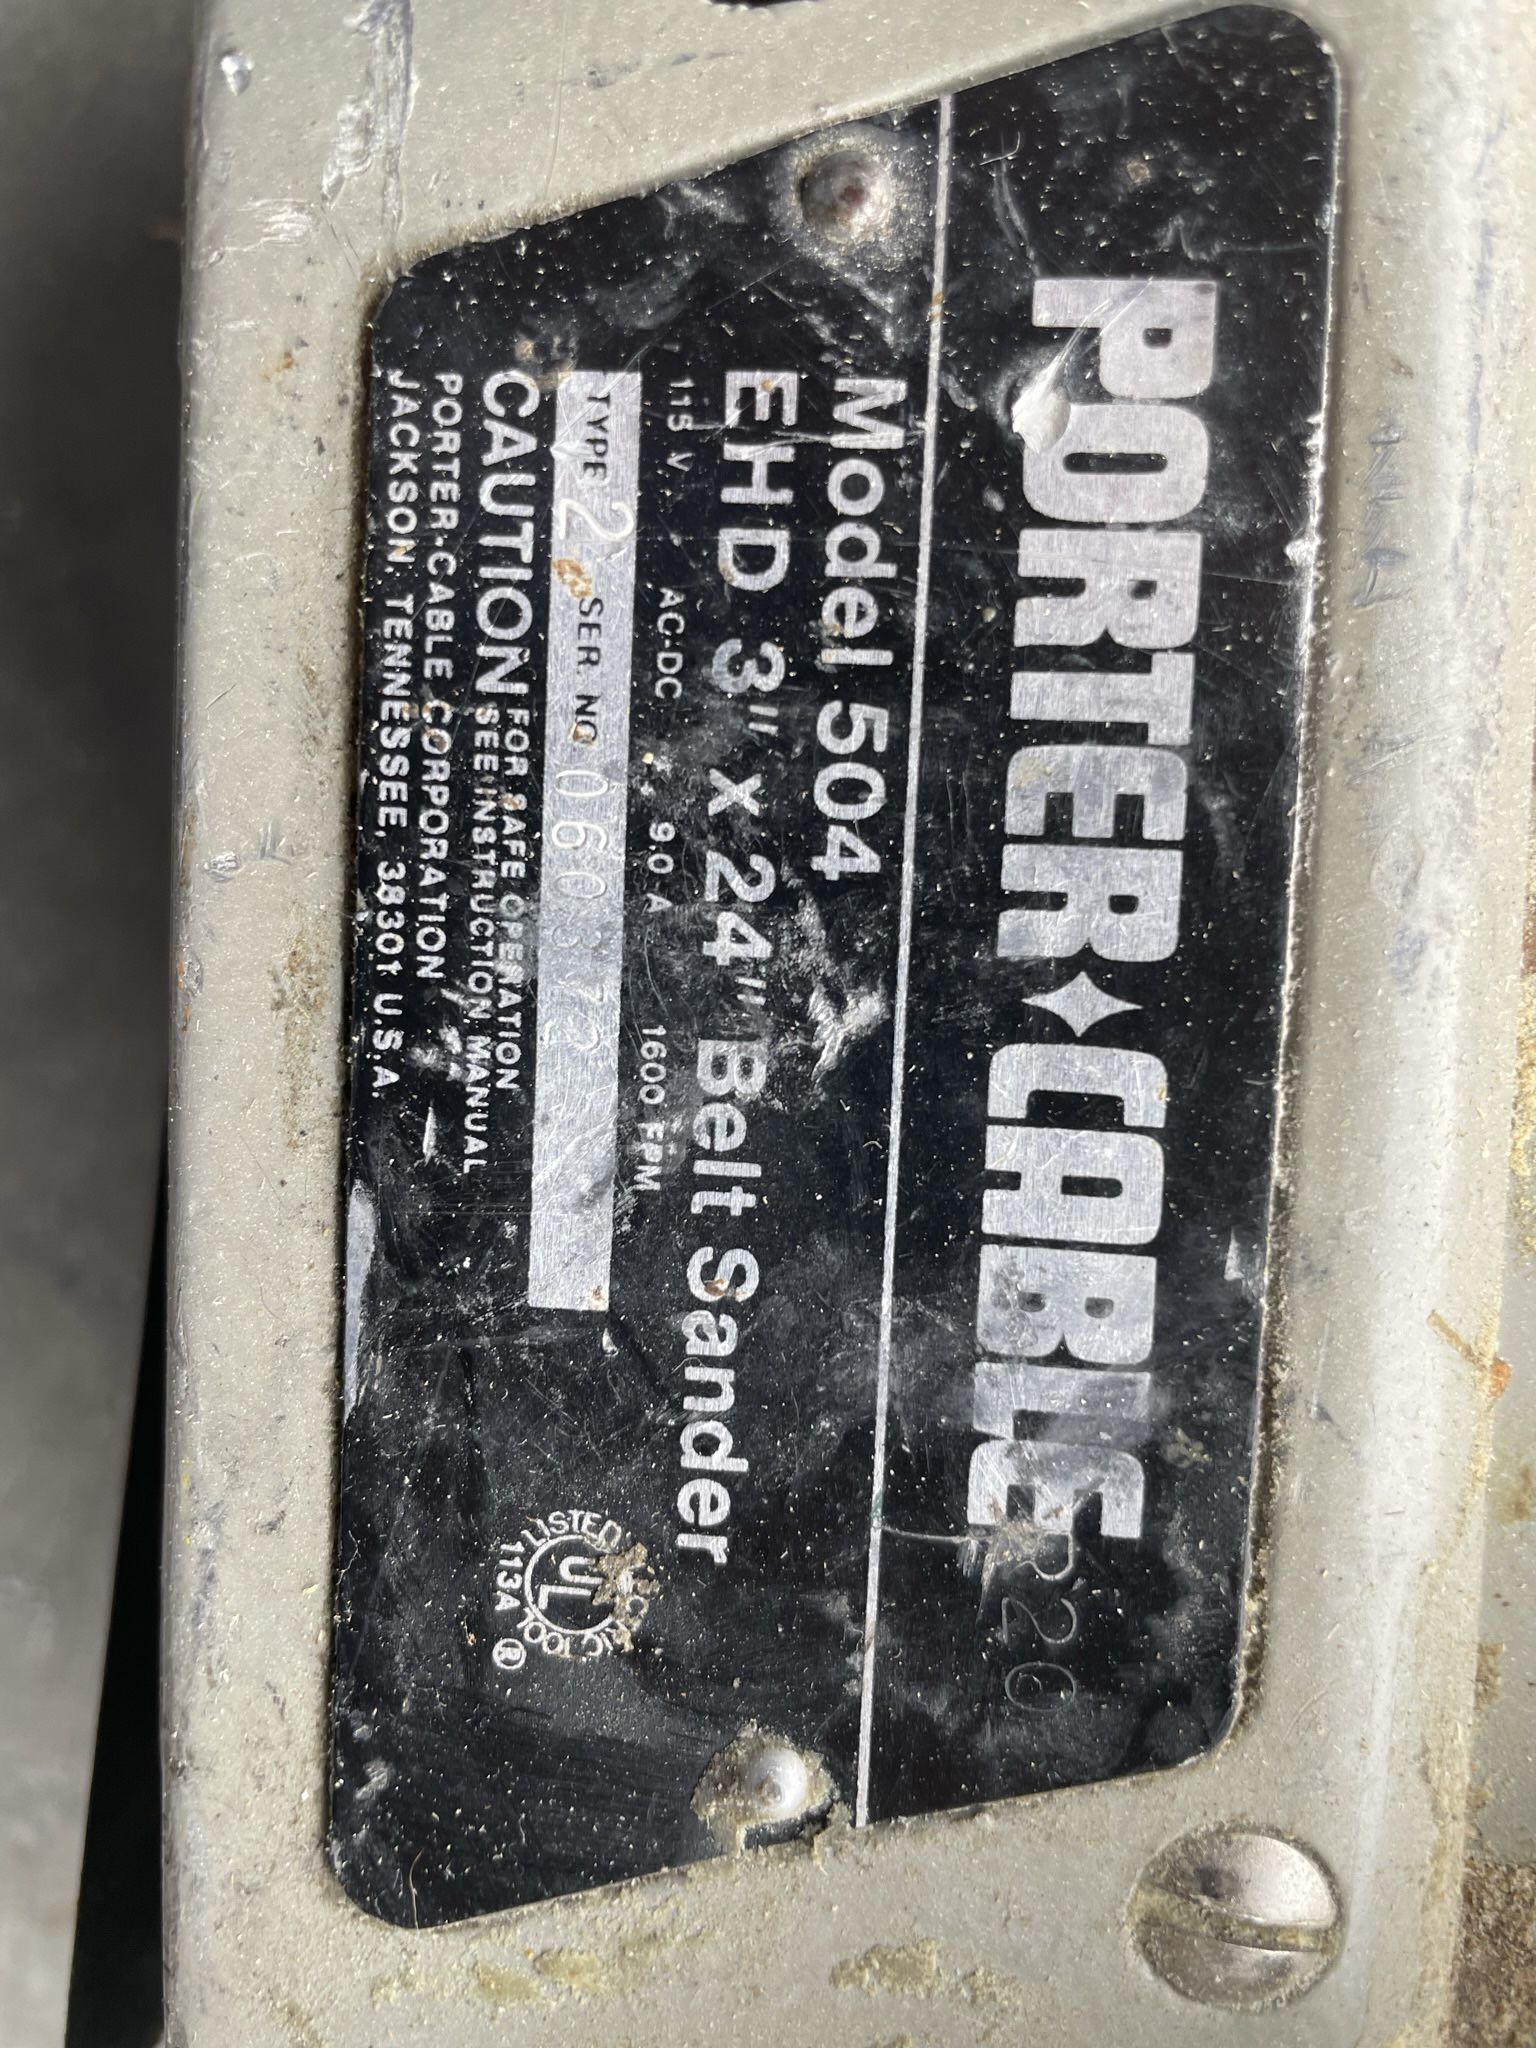 PORTER✦CABLE
Model 504
EHD 3" x 24" Belt Sander
115 V AC-DC 9.0 A 1600 FPM
TYPE 2 SER. NO 060372
CAUTION FOR SAFE OPERATION
SEE INSTRUCTION MANUAL
PORTER-CABLE CORPORATION
JACKSON, TENNESSEE, 38301 U.S.A.
LISTED
UL
113A
®